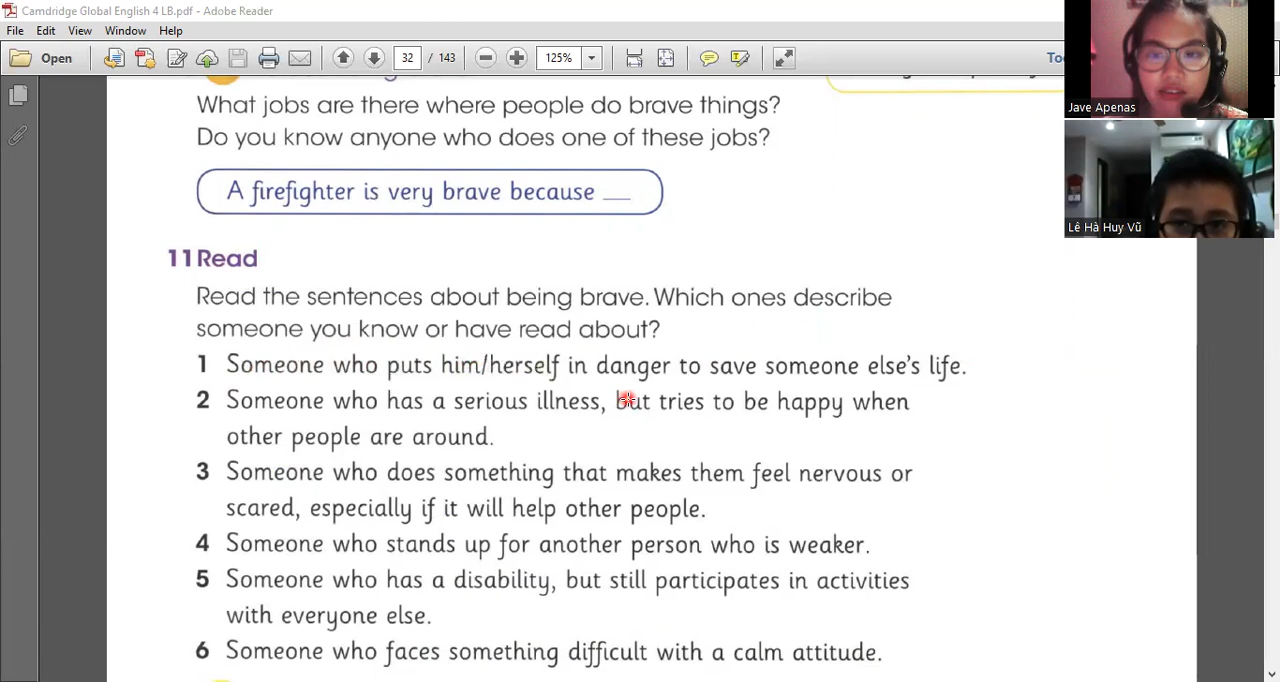 Camdridge Global English 4 LB.pdf - Adobe Reader
File Edit View Window Help
Open 32 / 143 125%
Jave Apenas
Lê Hà Huy Vũ
What jobs are there where people do brave things?
Do you know anyone who does one of these jobs?
A firefighter is very brave because __
11 Read
Read the sentences about being brave. Which ones describe
someone you know or have read about?
1 Someone who puts him/herself in danger to save someone else's life.
2 Someone who has a serious illness, but tries to be happy when
other people are around.
3 Someone who does something that makes them feel nervous or
scared, especially if it will help other people.
4 Someone who stands up for another person who is weaker.
5 Someone who has a disability, but still participates in activities
with everyone else.
6 Someone who faces something difficult with a calm attitude.